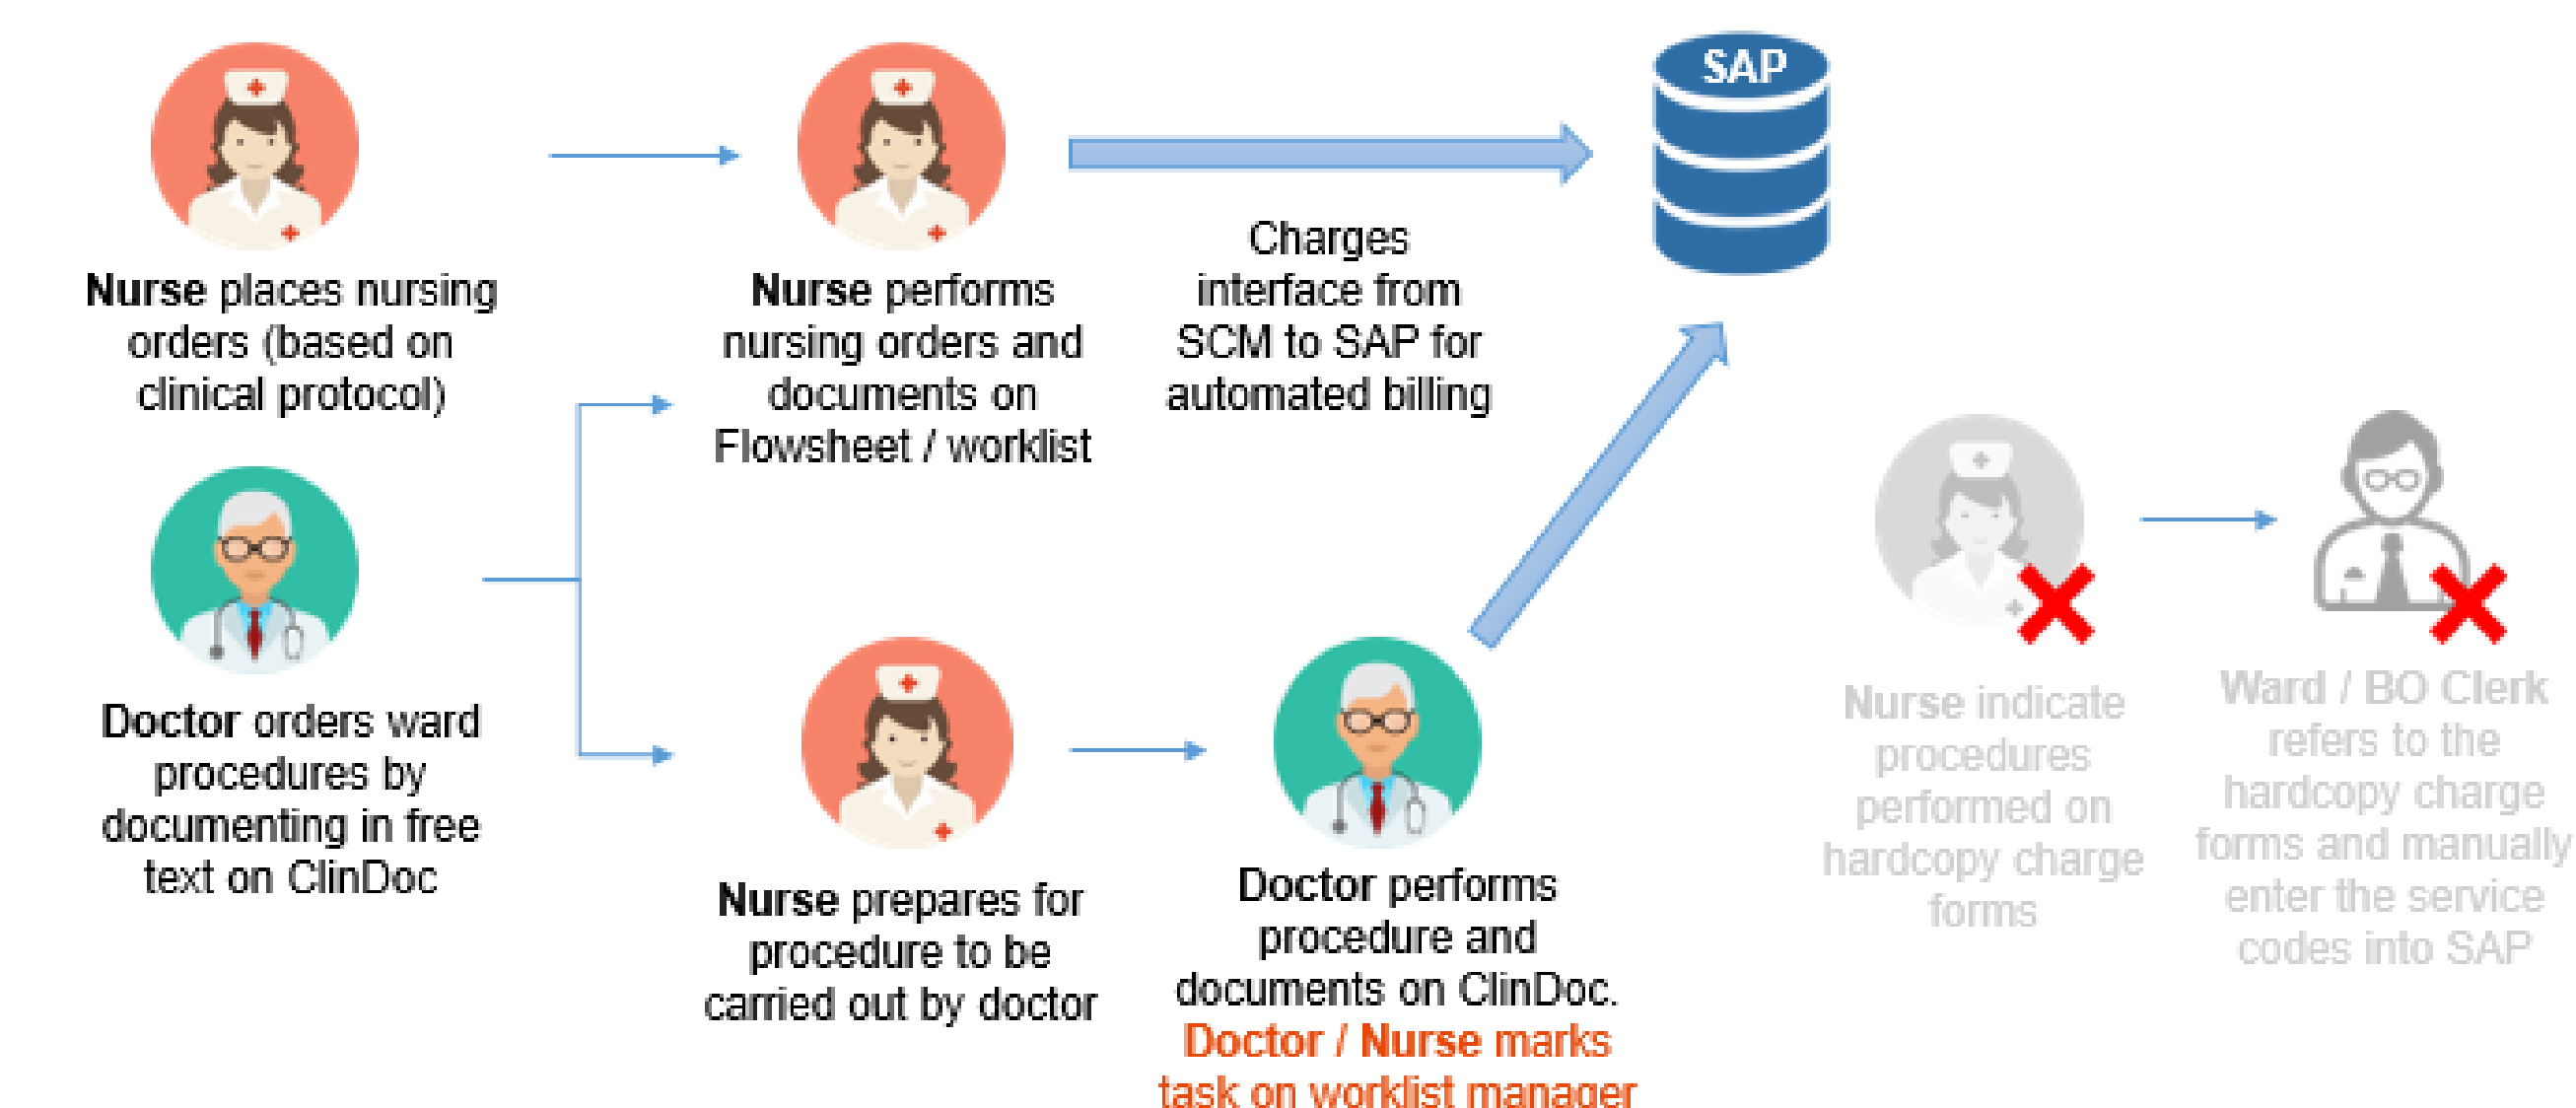 SAP
Nurse places nursing
orders (based on
clinical protocol)
Nurse performs
nursing orders and
documents on
Flowsheet / worklist
Charges
interface from
SCM to SAP for
automated billing
Doctor orders ward
procedures by
documenting in free
text on ClinDoc
Nurse prepares for
procedure to be
carried out by doctor
Doctor performs
procedure and
documents on ClinDoc.
Doctor / Nurse marks
task on worklist manager
Nurse indicate
procedures
performed on
hardcopy charge
forms
Ward / BO Clerk
refers to the
hardcopy charge
forms and manually
enter the service
codes into SAP